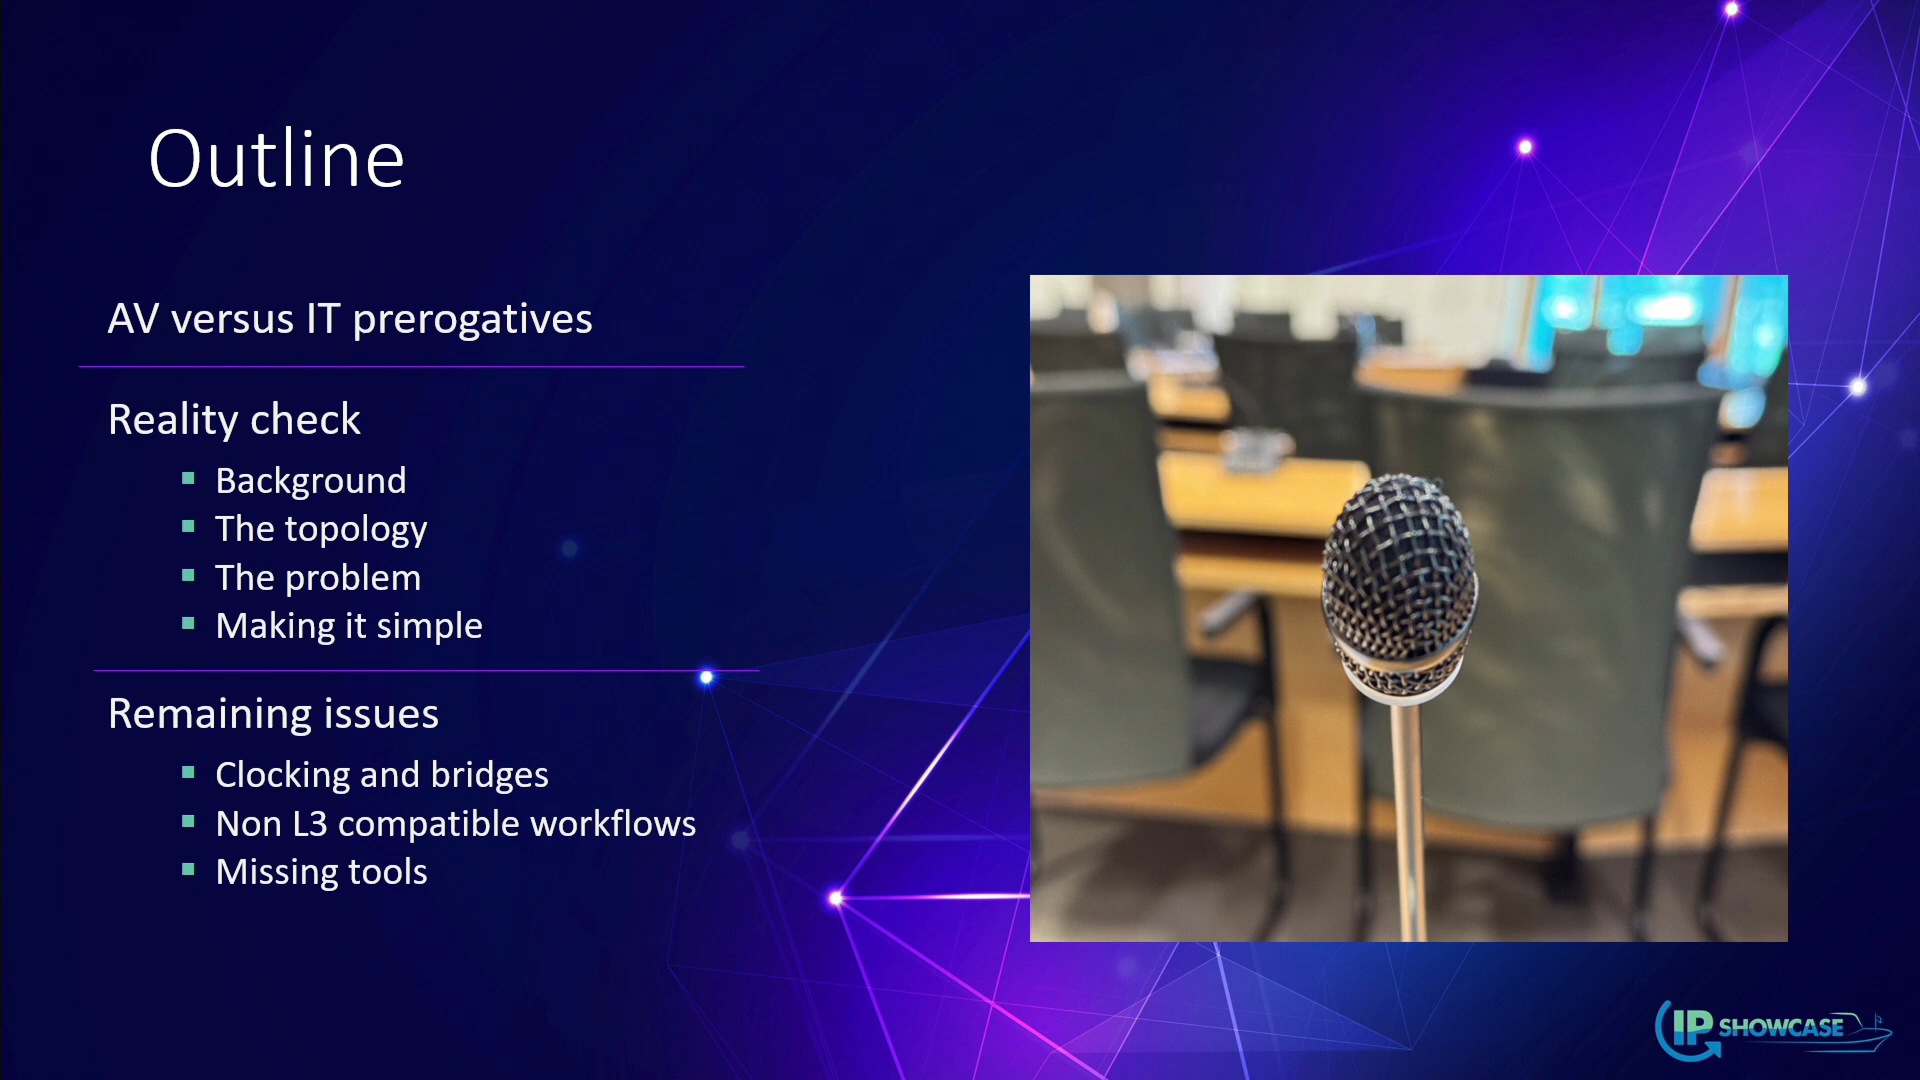 Outline
AV versus IT prerogatives
Reality check
Background
The topology
The problem
Making it simple
Remaining issues
Clocking and bridges
Non L3 compatible workflows
Missing tools
IP SHOWCASE